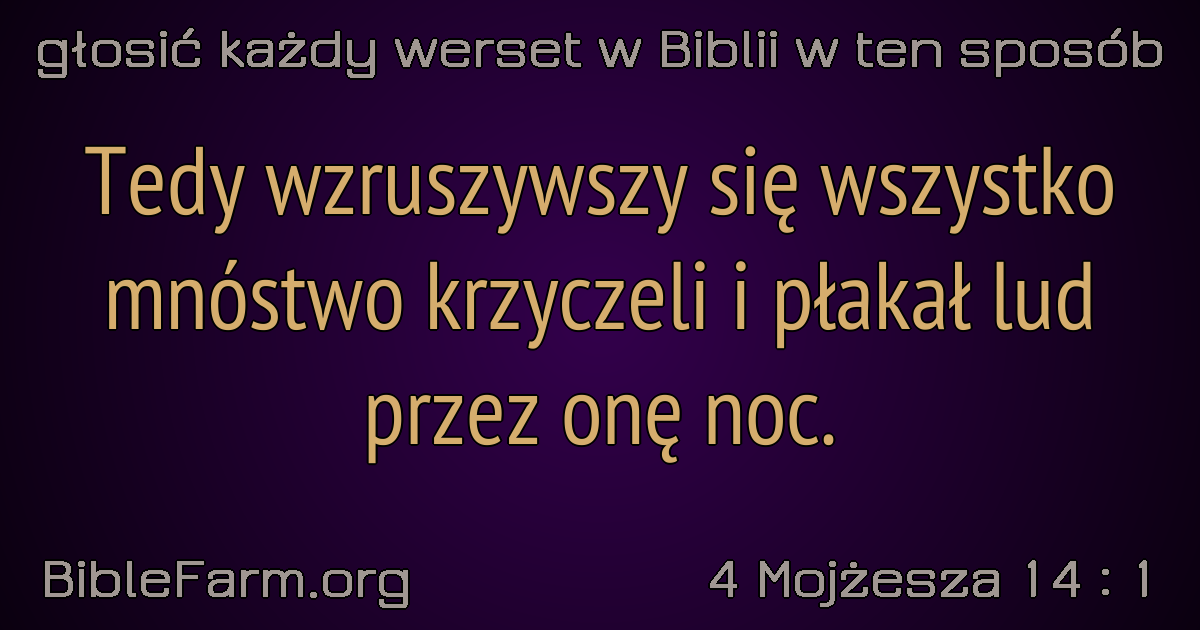 głosić każdy werset w Biblii w ten sposób
Tedy wzruszywszy się wszystko
mnóstwo krzyczeli i płakał lud
przez onę noc.
BibleFarm.org
4 Mojżesza 14 : 1